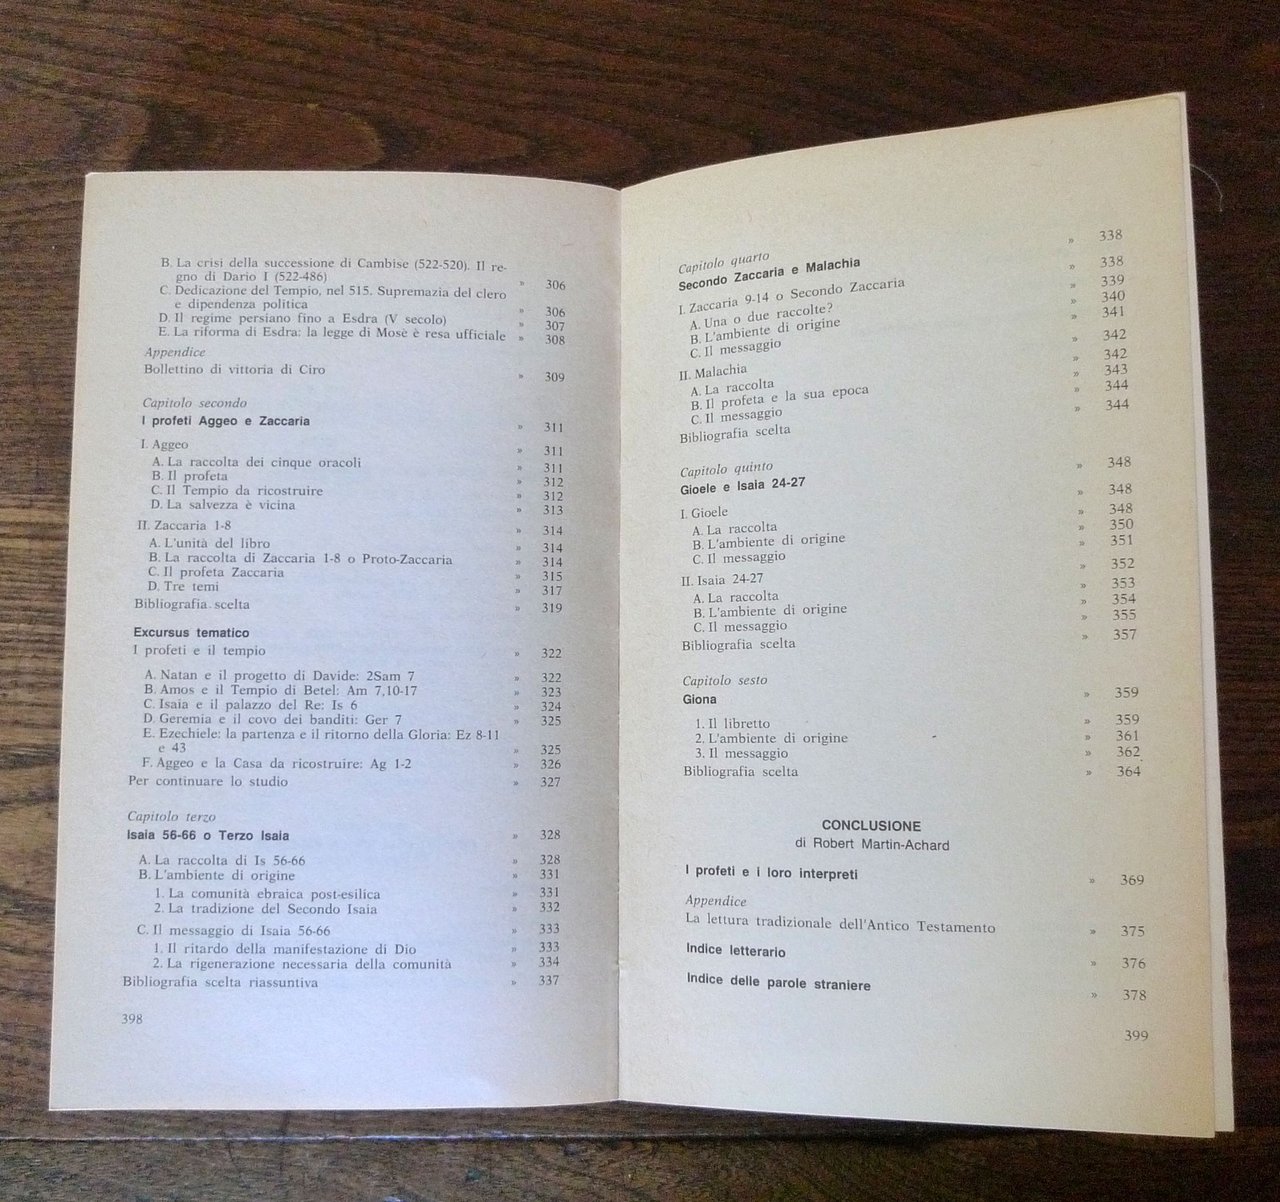 B. La crisi della successione di Cambise (522-520). Il re-
gno di Dario I (522-486) » 306
C. Dedicazione del Tempio, nel 515. Supremazia del clero
e dipendenza politica » 306
D. Il regime persiano fino a Esdra (V secolo) » 307
E. La riforma di Esdra: la legge di Mosè è resa ufficiale » 308
Appendice
Bollettino di vittoria di Ciro » 309
Capitolo secondo
I profeti Aggeo e Zaccaria » 311
I. Aggeo » 311
A. La raccolta dei cinque oracoli » 311
B. Il profeta » 312
C. Il Tempio da ricostruire » 312
D. La salvezza è vicina » 313
II. Zaccaria 1-8 » 314
A. L'unità del libro » 314
B. La raccolta di Zaccaria 1-8 o Proto-Zaccaria » 314
C. Il profeta Zaccaria » 315
D. Tre temi » 317
Bibliografia scelta » 319
Excursus tematico
I profeti e il tempio » 322
A. Natan e il progetto di Davide: 2Sam 7 » 322
B. Amos e il Tempio di Betel: Am 7,10-17 » 323
C. Isaia e il palazzo del Re: Is 6 » 324
D. Geremia e il covo dei banditi: Ger 7 » 325
E. Ezechiele: la partenza e il ritorno della Gloria: Ez 8-11
e 43 » 325
F. Aggeo e la Casa da ricostruire: Ag 1-2 » 326
Per continuare lo studio » 327
Capitolo terzo
Isaia 56-66 o Terzo Isaia » 328
A. La raccolta di Is 56-66 » 328
B. L'ambiente di origine » 331
1. La comunità ebraica post-esilica » 331
2. La tradizione del Secondo Isaia » 332
C. Il messaggio di Isaia 56-66 » 333
1. Il ritardo della manifestazione di Dio » 333
2. La rigenerazione necessaria della comunità » 334
Bibliografia scelta riassuntiva » 337
398
Capitolo quarto
Secondo Zaccaria e Malachia » 338
I. Zaccaria 9-14 o Secondo Zaccaria » 338
A. Una o due raccolte? » 339
B. L'ambiente di origine » 340
C. Il messaggio » 341
II. Malachia » 342
A. La raccolta » 342
B. Il profeta e la sua epoca » 343
C. Il messaggio » 344
Bibliografia scelta » 344
Capitolo quinto
Gioele e Isaia 24-27 » 348
I. Gioele » 348
A. La raccolta » 348
B. L'ambiente di origine » 350
C. Il messaggio » 351
II. Isaia 24-27 » 352
A. La raccolta » 353
B. L'ambiente di origine » 354
C. Il messaggio » 355
Bibliografia scelta » 357
Capitolo sesto
Giona » 359
1. Il libretto » 359
2. L'ambiente di origine » 361
3. Il messaggio » 362
Bibliografia scelta » 364
CONCLUSIONE
di Robert Martin-Achard
I profeti e i loro interpreti » 369
Appendice
La lettura tradizionale dell'Antico Testamento » 375
Indice letterario » 376
Indice delle parole straniere » 378
399